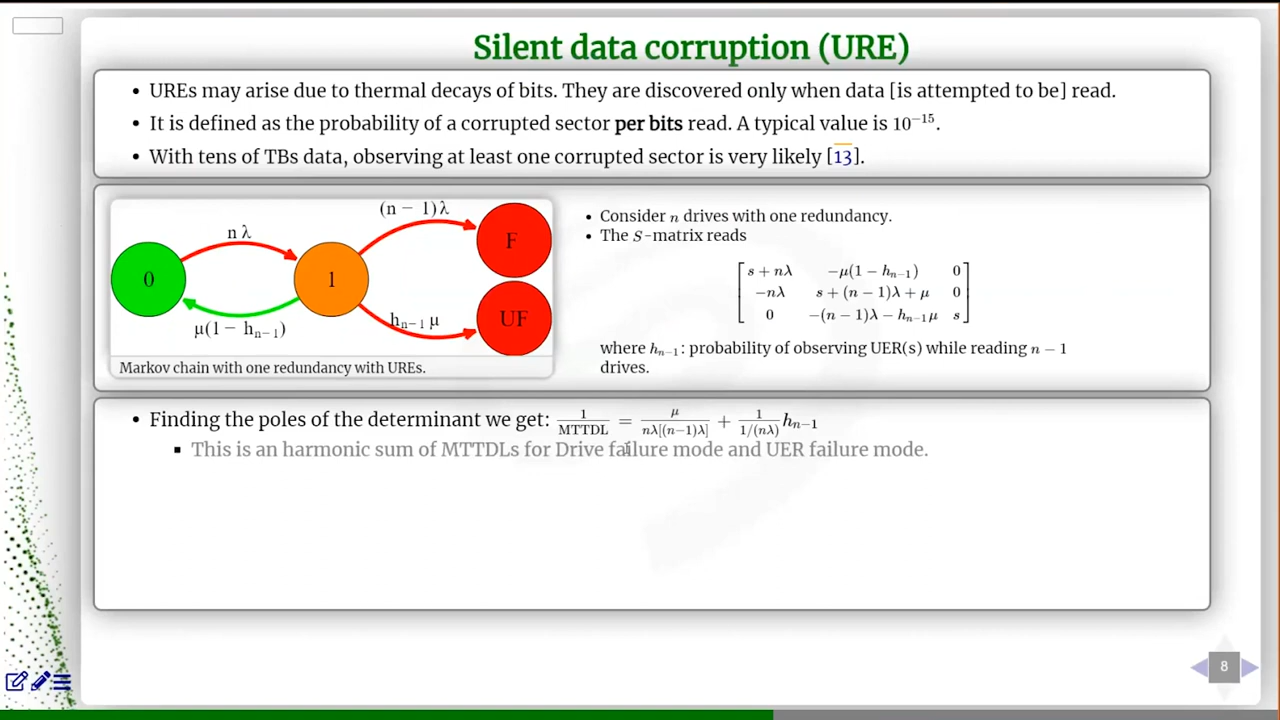 Silent data corruption (URE)
• UREs may arise due to thermal decays of bits. They are discovered only when data [is attempted to be] read.
• It is defined as the probability of a corrupted sector per bits read. A typical value is 10⁻¹⁵.
• With tens of TBs data, observing at least one corrupted sector is very likely [13].
(n − 1)λ
n λ
F
0
1
UF
hₙ₋₁ μ
μ(1 − hₙ₋₁)
Markov chain with one redundancy with UREs.
• Consider n drives with one redundancy.
• The S-matrix reads
[ s + nλ   −μ(1 − hₙ₋₁)   0 ]
[ −nλ   s + (n − 1)λ + μ   0 ]
[ 0   −(n − 1)λ − hₙ₋₁μ   s ]
where hₙ₋₁: probability of observing UER(s) while reading n − 1
drives.
• Finding the poles of the determinant we get: 1/MTTDL = μ/nλ[(n−1)λ] + 1/1/(nλ) hₙ₋₁
▪ This is an harmonic sum of MTTDLs for Drive failure mode and UER failure mode.
8